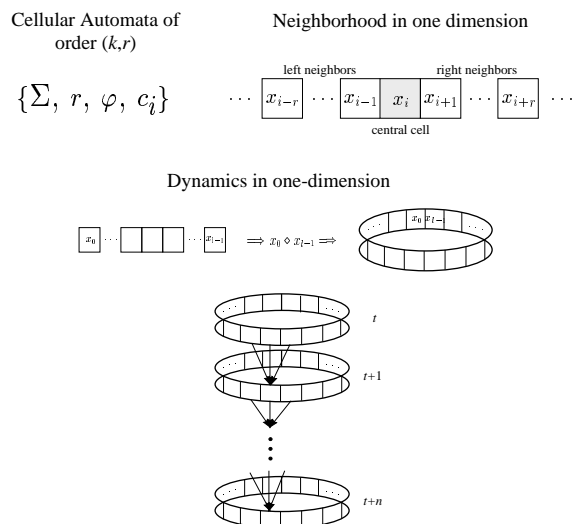 Cellular Automata of
order (k,r)
{Σ, r, φ, c_i}
Neighborhood in one dimension
left neighbors right neighbors
··· x_{i-r} ··· x_{i-1} x_i x_{i+1} ··· x_{i+r} ···
central cell
Dynamics in one-dimension
x_0 ··· ··· x_{l-1} ⟹ x_0 ⋄ x_{l-1} ⟹ ··· x_0 x_{l-1} ···
··· ··· t
··· ··· t+1
⋮
··· ··· t+n